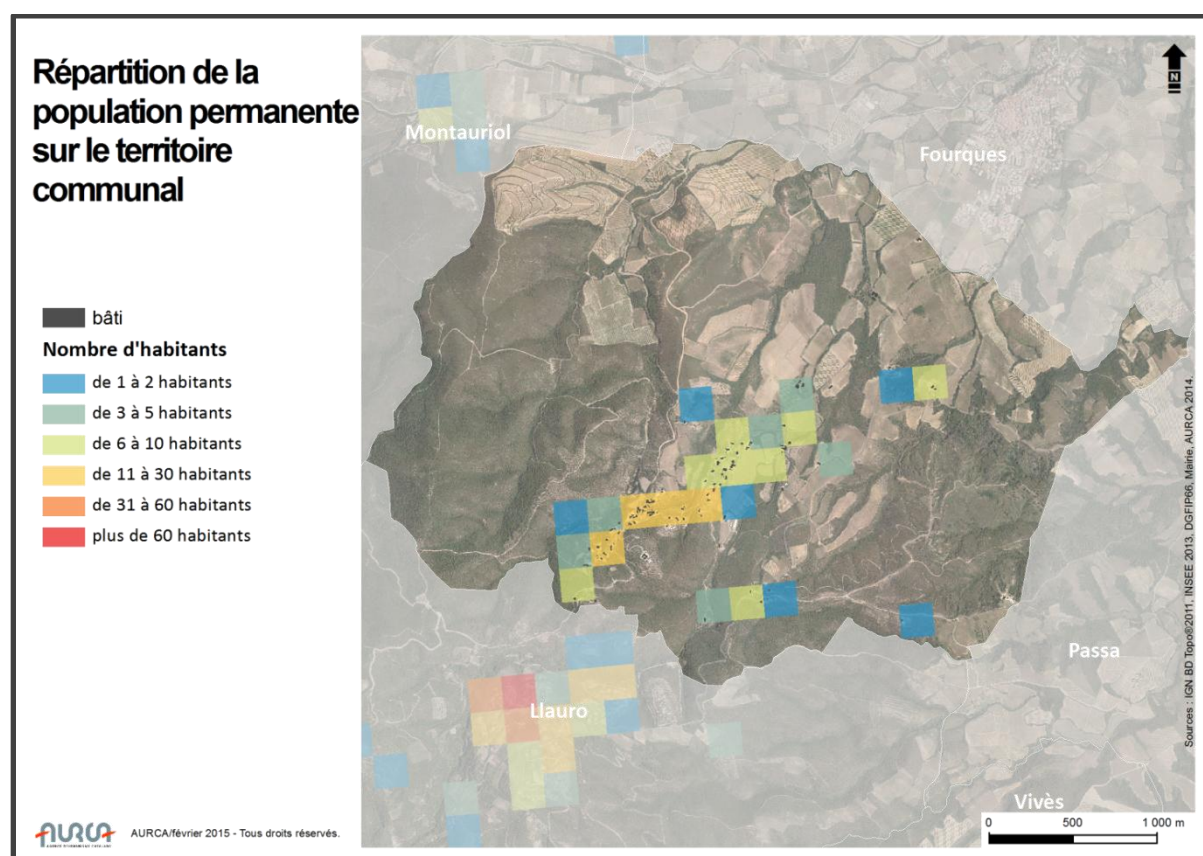 Répartition de la
population permanente
sur le territoire
communal
bâti
Nombre d'habitants
de 1 à 2 habitants
de 3 à 5 habitants
de 6 à 10 habitants
de 11 à 30 habitants
de 31 à 60 habitants
plus de 60 habitants
Montauriol
Fourques
N
Llauro
Passa
Vivès
Sources : IGN BD Topo®2011, INSEE 2013, DGFIP66, Mairie, AURCA 2014.
0 500 1 000 m
AURCA
AURCA/février 2015 - Tous droits réservés.